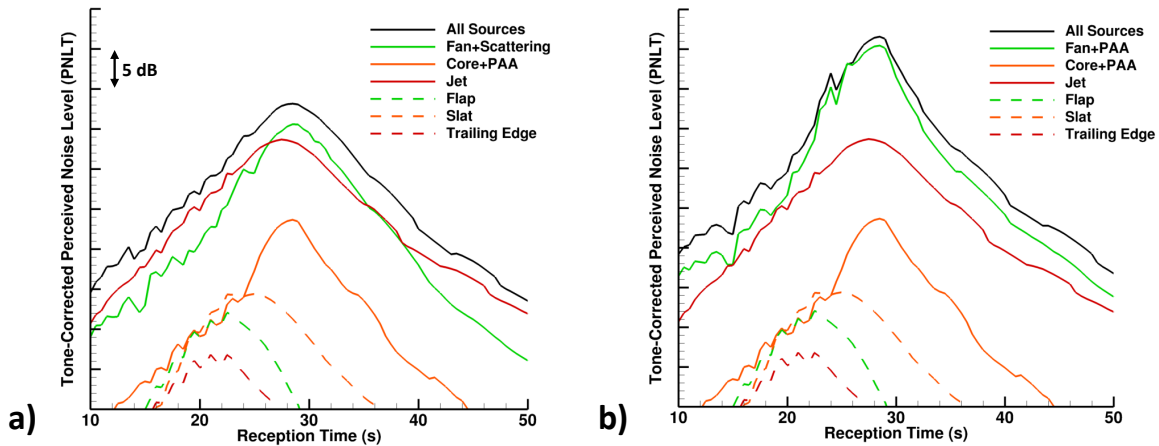 a)
Tone-Corrected Perceived Noise Level (PNLT)
5 dB
All Sources
Fan+Scattering
Core+PAA
Jet
Flap
Slat
Trailing Edge
10 20 30 40 50
Reception Time (s)
b)
Tone-Corrected Perceived Noise Level (PNLT)
All Sources
Fan+PAA
Core+PAA
Jet
Flap
Slat
Trailing Edge
10 20 30 40 50
Reception Time (s)